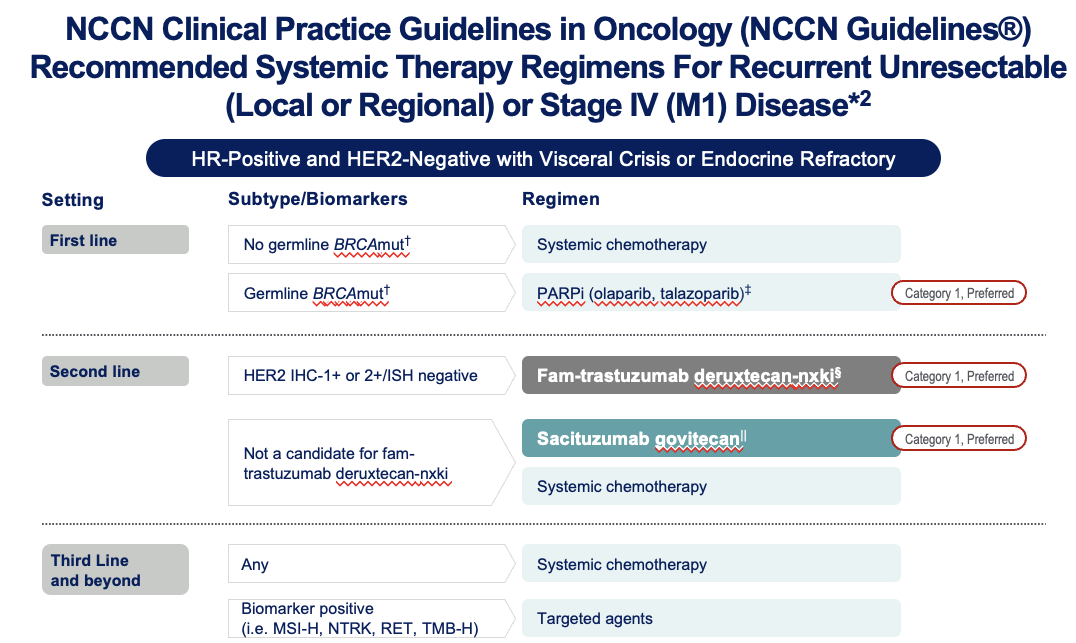 NCCN Clinical Practice Guidelines in Oncology (NCCN Guidelines®)
Recommended Systemic Therapy Regimens For Recurrent Unresectable
(Local or Regional) or Stage IV (M1) Disease*2
HR-Positive and HER2-Negative with Visceral Crisis or Endocrine Refractory
Setting Subtype/Biomarkers Regimen
First line
No germline BRCAmut†
Systemic chemotherapy
Germline BRCAmut†
PARPi (olaparib, talazoparib)‡
Category 1, Preferred
Second line
HER2 IHC-1+ or 2+/ISH negative
Fam-trastuzumab deruxtecan-nxki§
Category 1, Preferred
Not a candidate for fam-
trastuzumab deruxtecan-nxki
Sacituzumab govitecan||
Category 1, Preferred
Systemic chemotherapy
Third Line
and beyond
Any
Systemic chemotherapy
Biomarker positive
(i.e. MSI-H, NTRK, RET, TMB-H)
Targeted agents